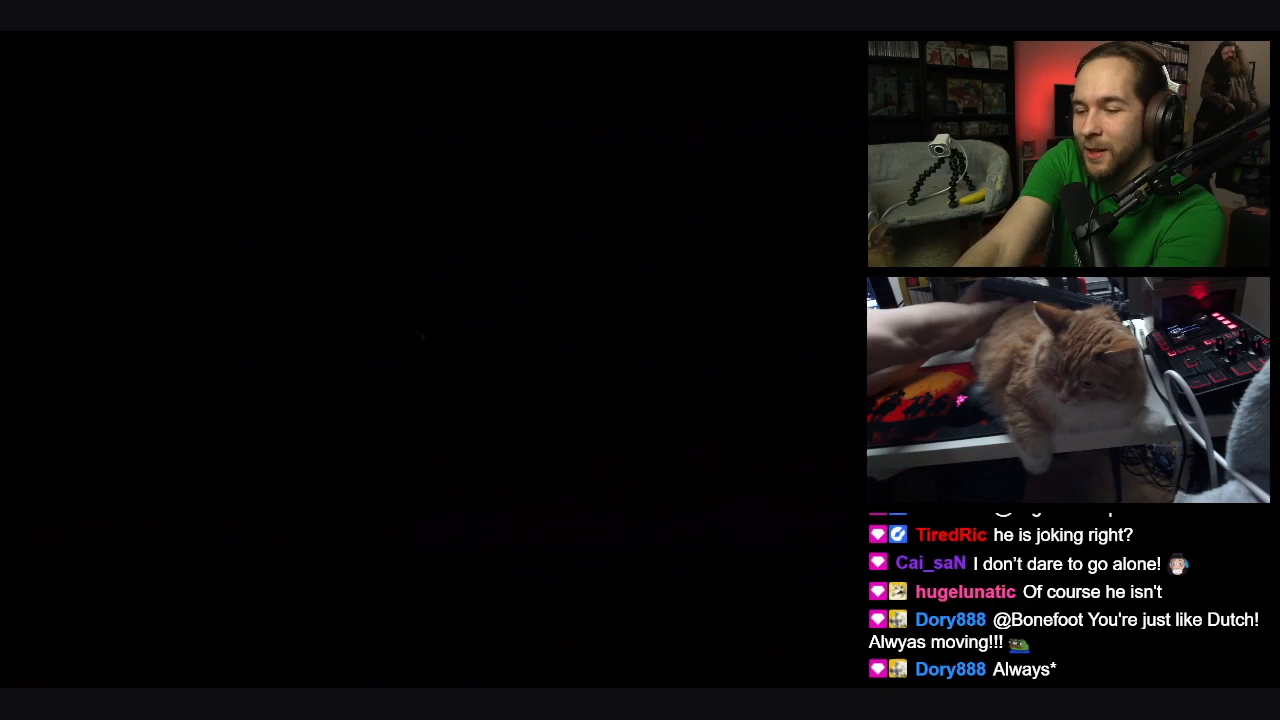 TiredRic he is joking right?
Cai_saN I don't dare to go alone!
hugelunatic Of course he isn't
Dory888 @Bonefoot You're just like Dutch!
Alwyas moving!!!
Dory888 Always*